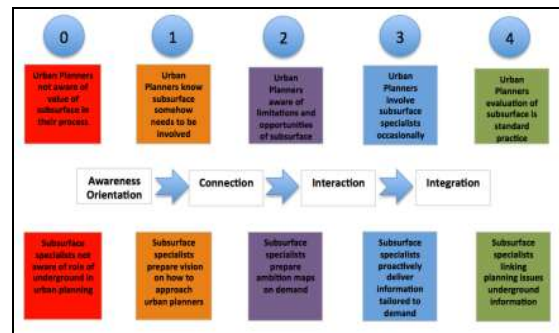 0
1
2
3
4
Urban Planners
not aware of
value of
subsurface in
their process
Urban
Planners know
subsurface
somehow
needs to be
involved
Urban
Planners
aware of
limitations and
opportunities
of subsurface
Urban
Planners
involve
subsurface
specialists
occasionally
Urban
Planners
evaluation of
subsurface is
standard
practice
Awareness
Orientation
Connection
Interaction
Integration
Subsurface
specialists not
aware of role of
underground in
urban planning
Subsurface
specialists
prepare vision
on how to
approach
urban planners
Subsurface
specialists
prepare
ambition maps
on demand
Subsurface
specialists
proactively
deliver
information
tailored to
demand
Subsurface
specialists
linking
planning issues
underground
information